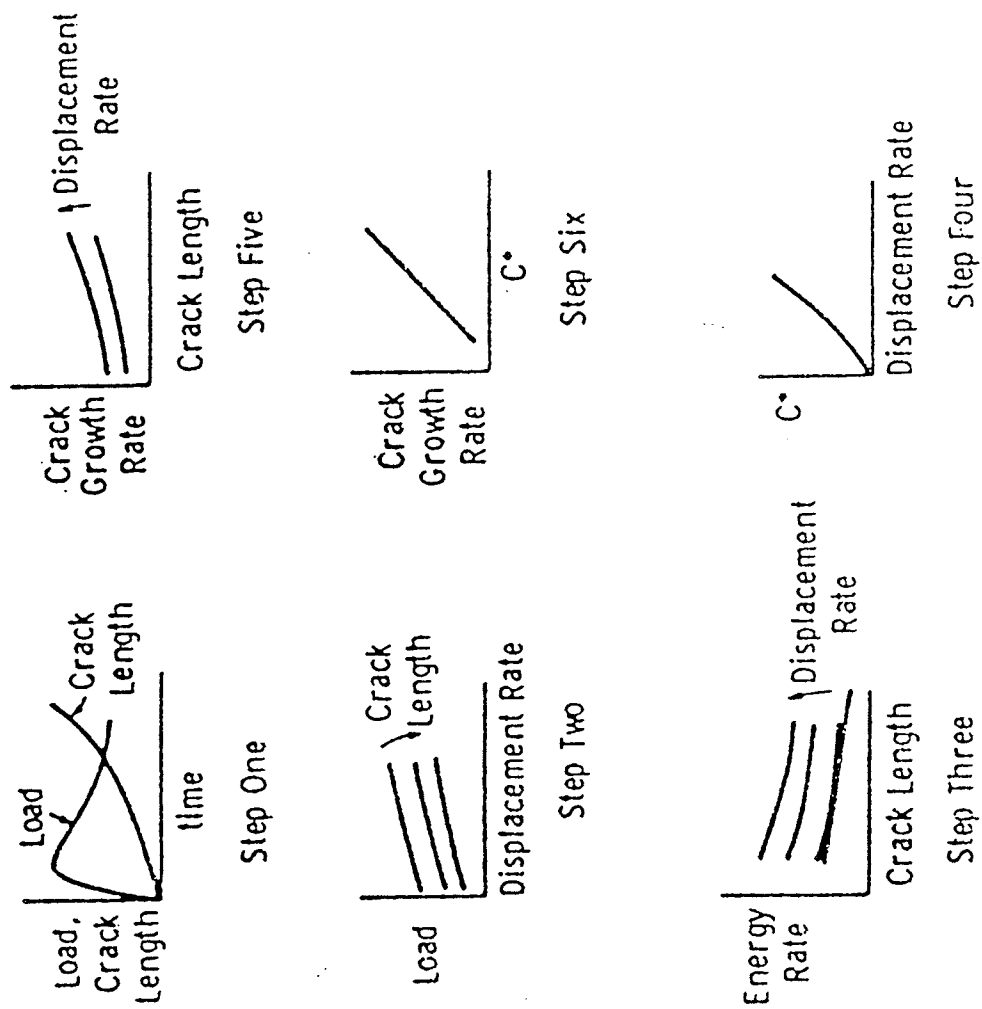 Load,
Crack
Length
Load
Crack
Length
time
Step One
Load
Crack
Length
Displacement Rate
Step Two
Energy
Rate
Displacement
Rate
Crack Length
Step Three
C*
Displacement Rate
Step Four
Crack
Growth
Rate
Displacement
Rate
Crack Length
Step Five
Crack
Growth
Rate
C*
Step Six